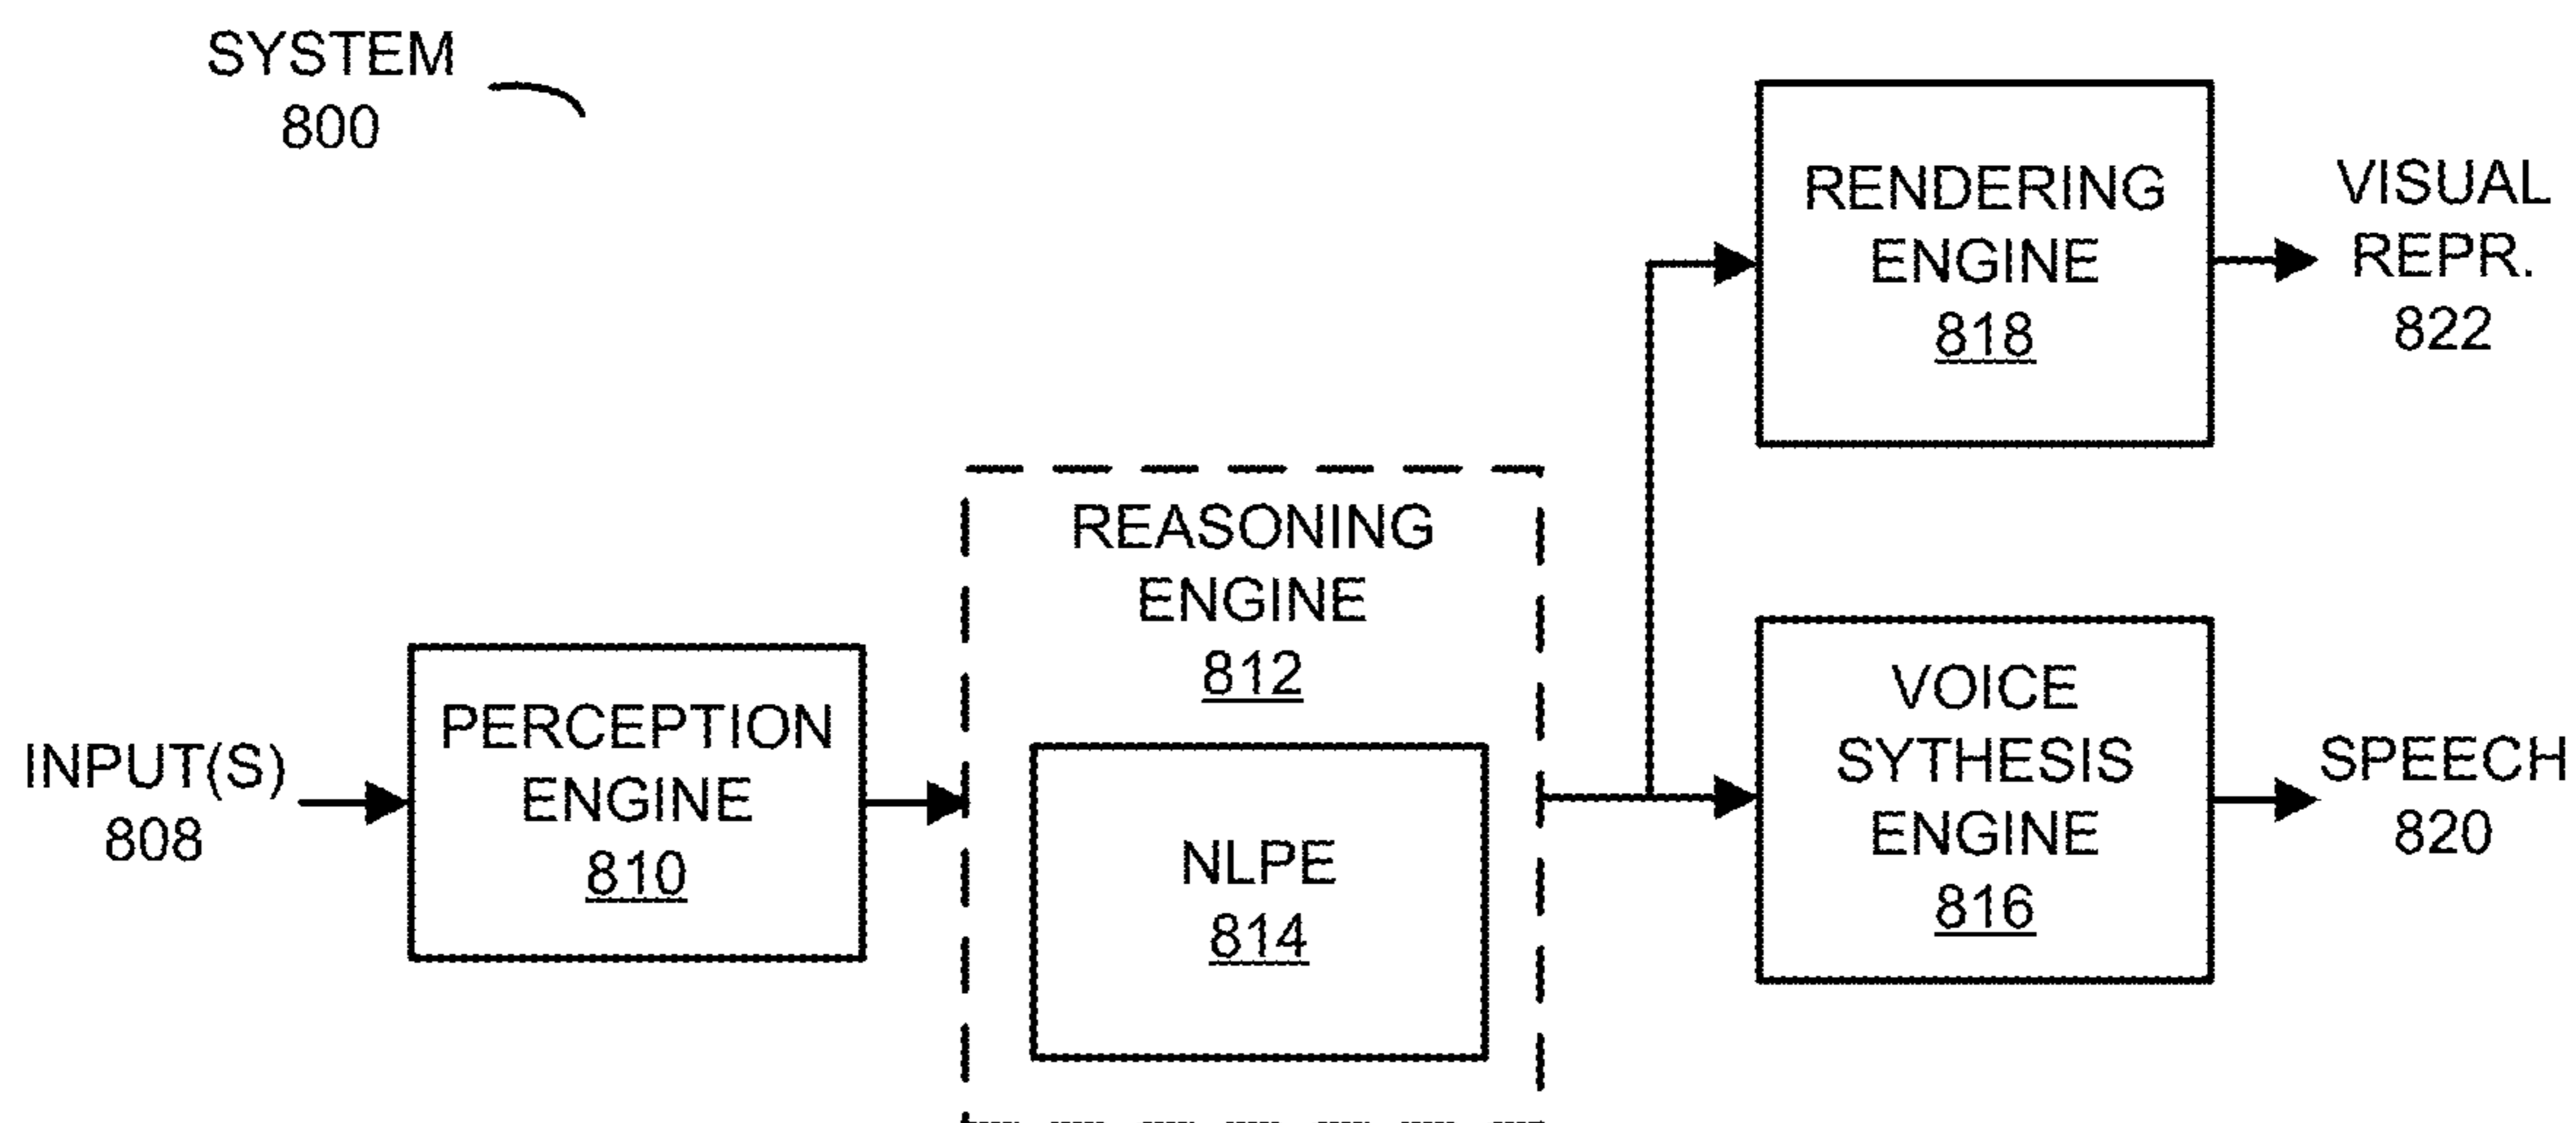 SYSTEM
800
INPUT(S)
808
PERCEPTION
ENGINE
810
REASONING
ENGINE
812
NLPE
814
RENDERING
ENGINE
818
VISUAL
REPR.
822
VOICE
SYTHESIS
ENGINE
816
SPEECH
820